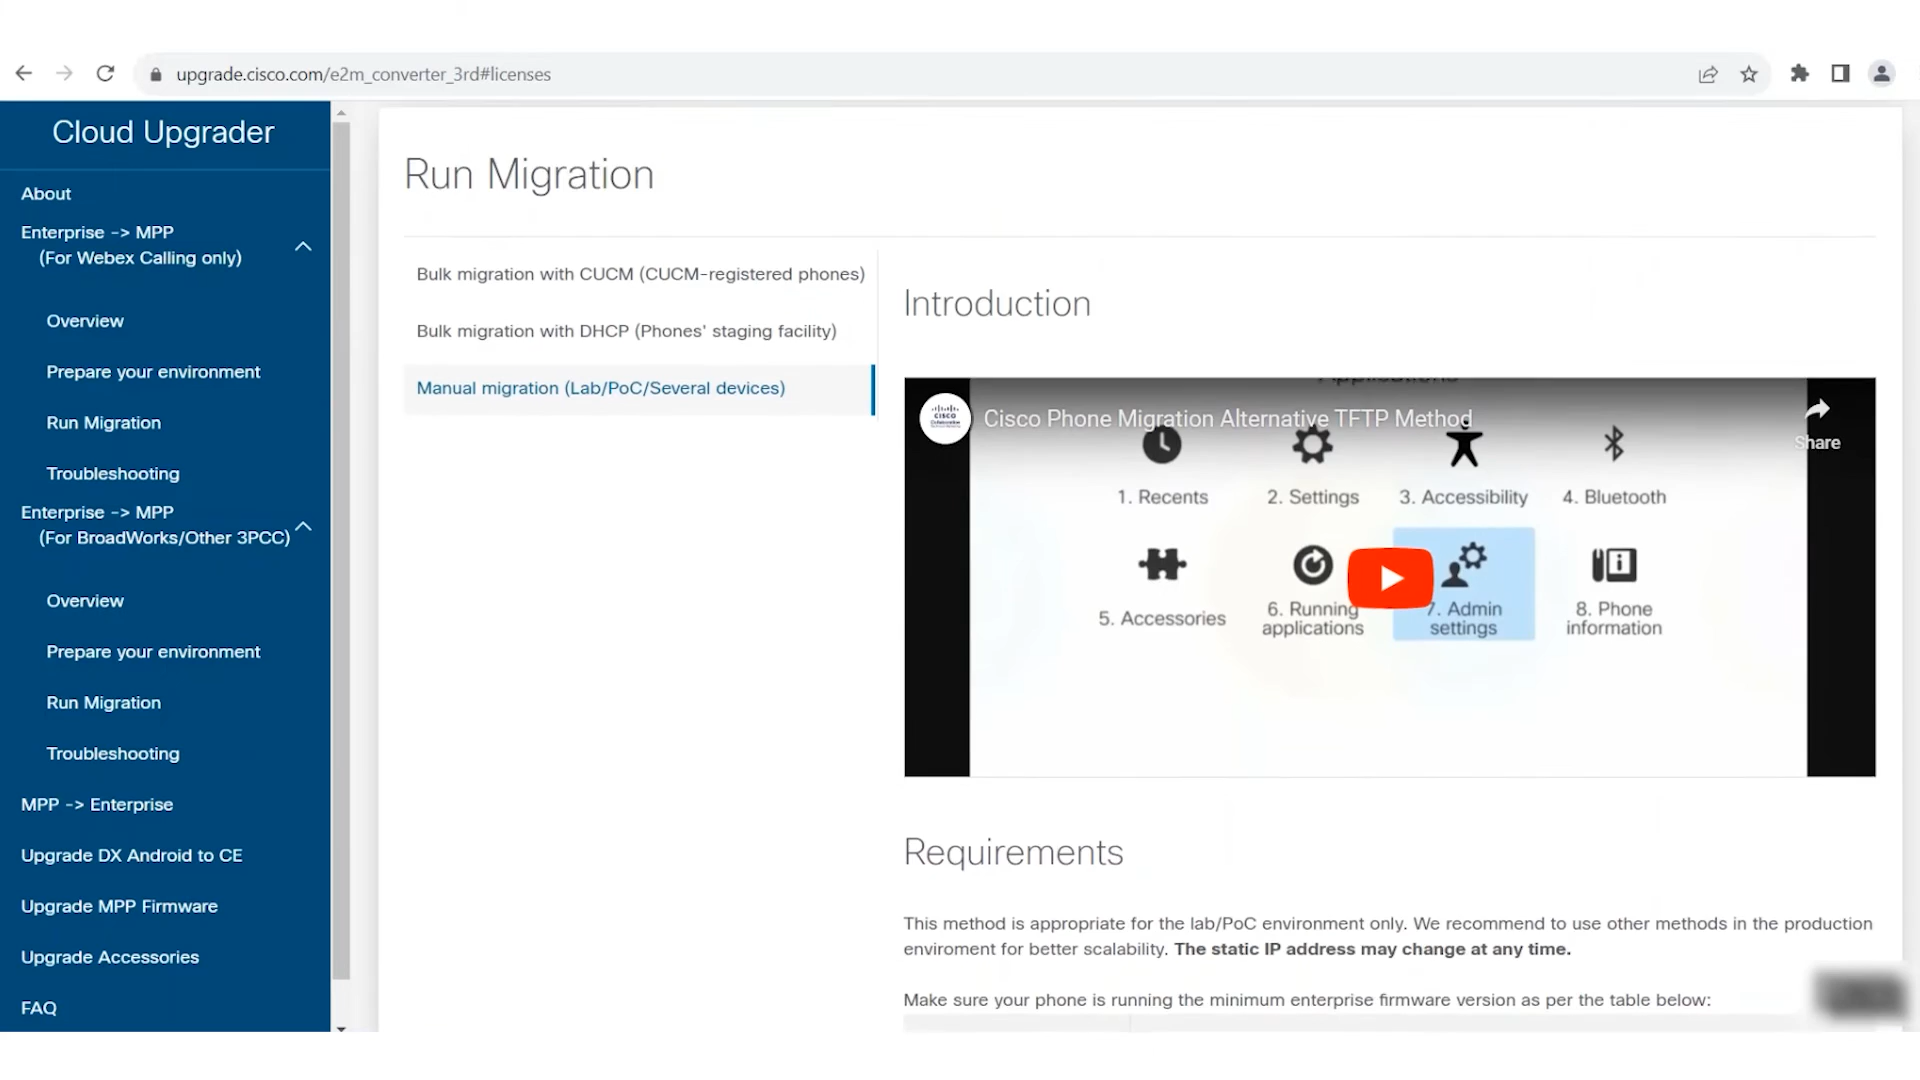 upgrade.cisco.com/e2m_converter_3rd#licenses
Cloud Upgrader
About
Enterprise -> MPP
(For Webex Calling only)
Overview
Prepare your environment
Run Migration
Troubleshooting
Enterprise -> MPP
(For BroadWorks/Other 3PCC)
Overview
Prepare your environment
Run Migration
Troubleshooting
MPP -> Enterprise
Upgrade DX Android to CE
Upgrade MPP Firmware
Upgrade Accessories
FAQ
Run Migration
Bulk migration with CUCM (CUCM-registered phones)
Bulk migration with DHCP (Phones' staging facility)
Manual migration (Lab/PoC/Several devices)
Introduction
Applications
CISCO
Cisco Phone Migration Alternative TFTP Method
Share
1. Recents
2. Settings
3. Accessibility
4. Bluetooth
5. Accessories
6. Running
applications
7. Admin
settings
8. Phone
information
Requirements
This method is appropriate for the lab/PoC environment only. We recommend to use other methods in the production
enviroment for better scalability. The static IP address may change at any time.
Make sure your phone is running the minimum enterprise firmware version as per the table below: